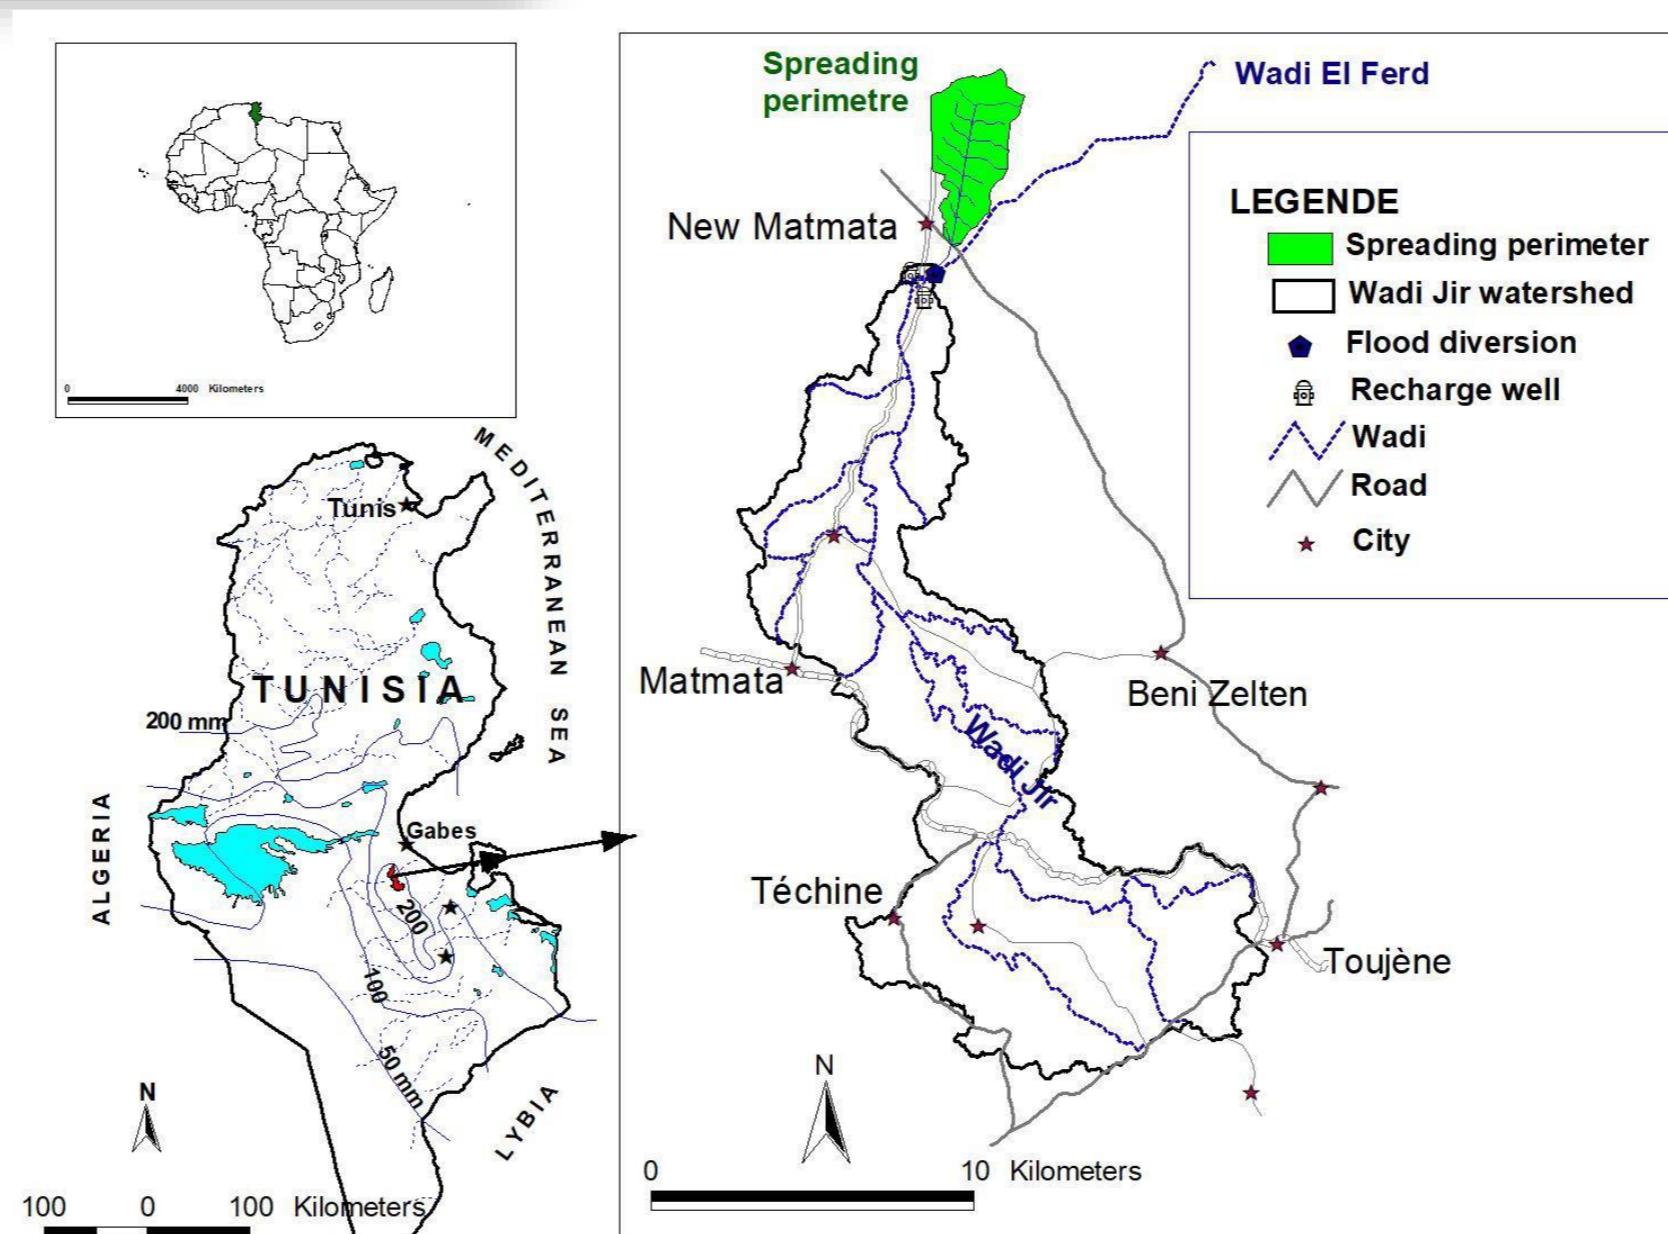 0 4000 Kilometers
MEDITERRANEAN SEA
Tunis
TUNISIA
200 mm
ALGERIA
Gabes
200
100
50 mm
LYBIA
N
100 0 100 Kilometers
Spreading
perimetre
Wadi El Ferd
New Matmata
Matmata
Beni Zelten
Wadi Jir
Téchine
Toujène
N
0 10 Kilometers
LEGENDE
Spreading perimeter
Wadi Jir watershed
Flood diversion
Recharge well
Wadi
Road
City